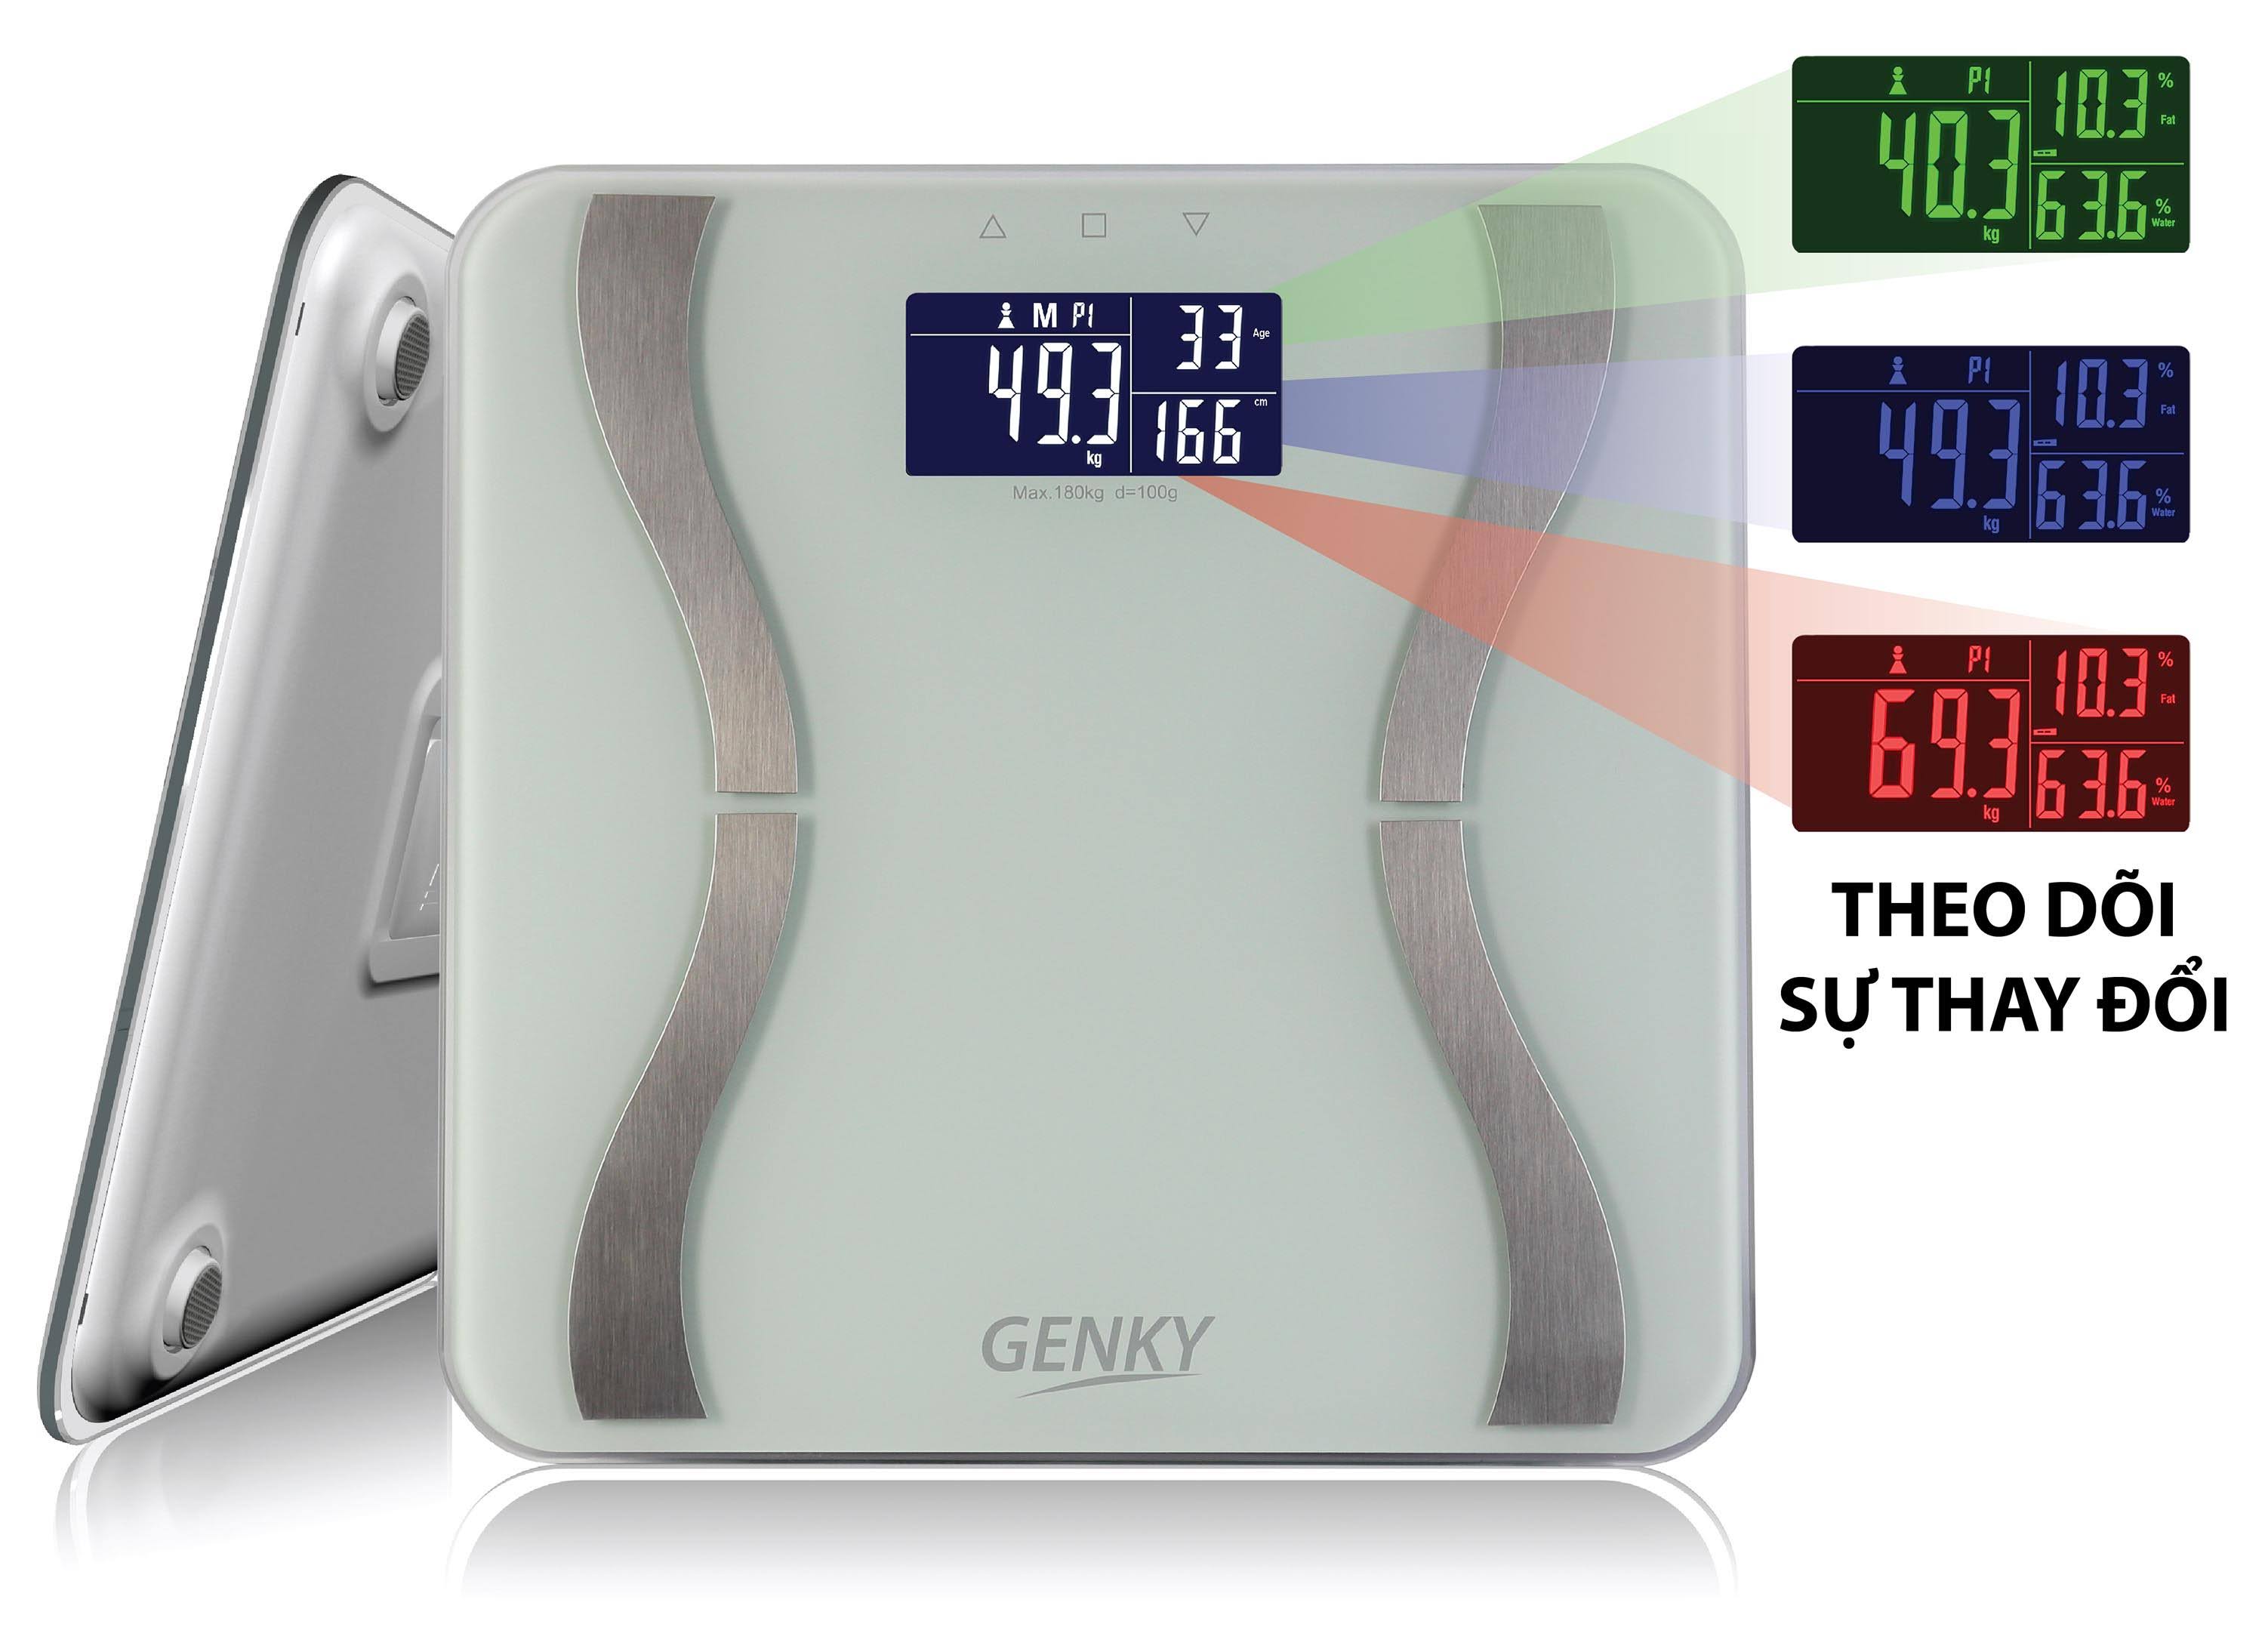 M P1
33 Age
49.3 kg
166 cm
Max.180kg d=100g
GENKY
P1
10.3 % Fat
40.3 kg
63.6 % Water
P1
10.3 % Fat
49.3 kg
63.6 % Water
P1
10.3 % Fat
69.3 kg
63.6 % Water
THEO DÕI
SỰ THAY ĐỔI